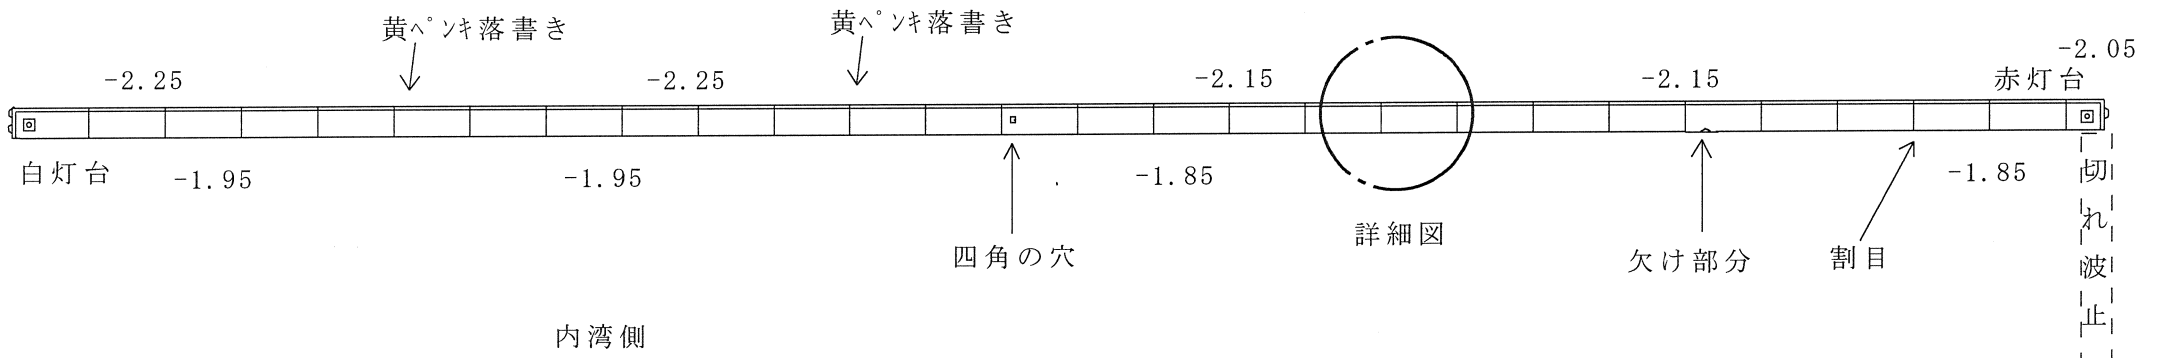 黄ﾍﾟﾝｷ落書き
黄ﾍﾟﾝｷ落書き
-2.25
-2.25
-2.15
-2.15
-2.05
赤灯台
白灯台
-1.95
-1.95
-1.85
-1.85
四角の穴
詳細図
欠け部分
割目
切れ波止
内湾側